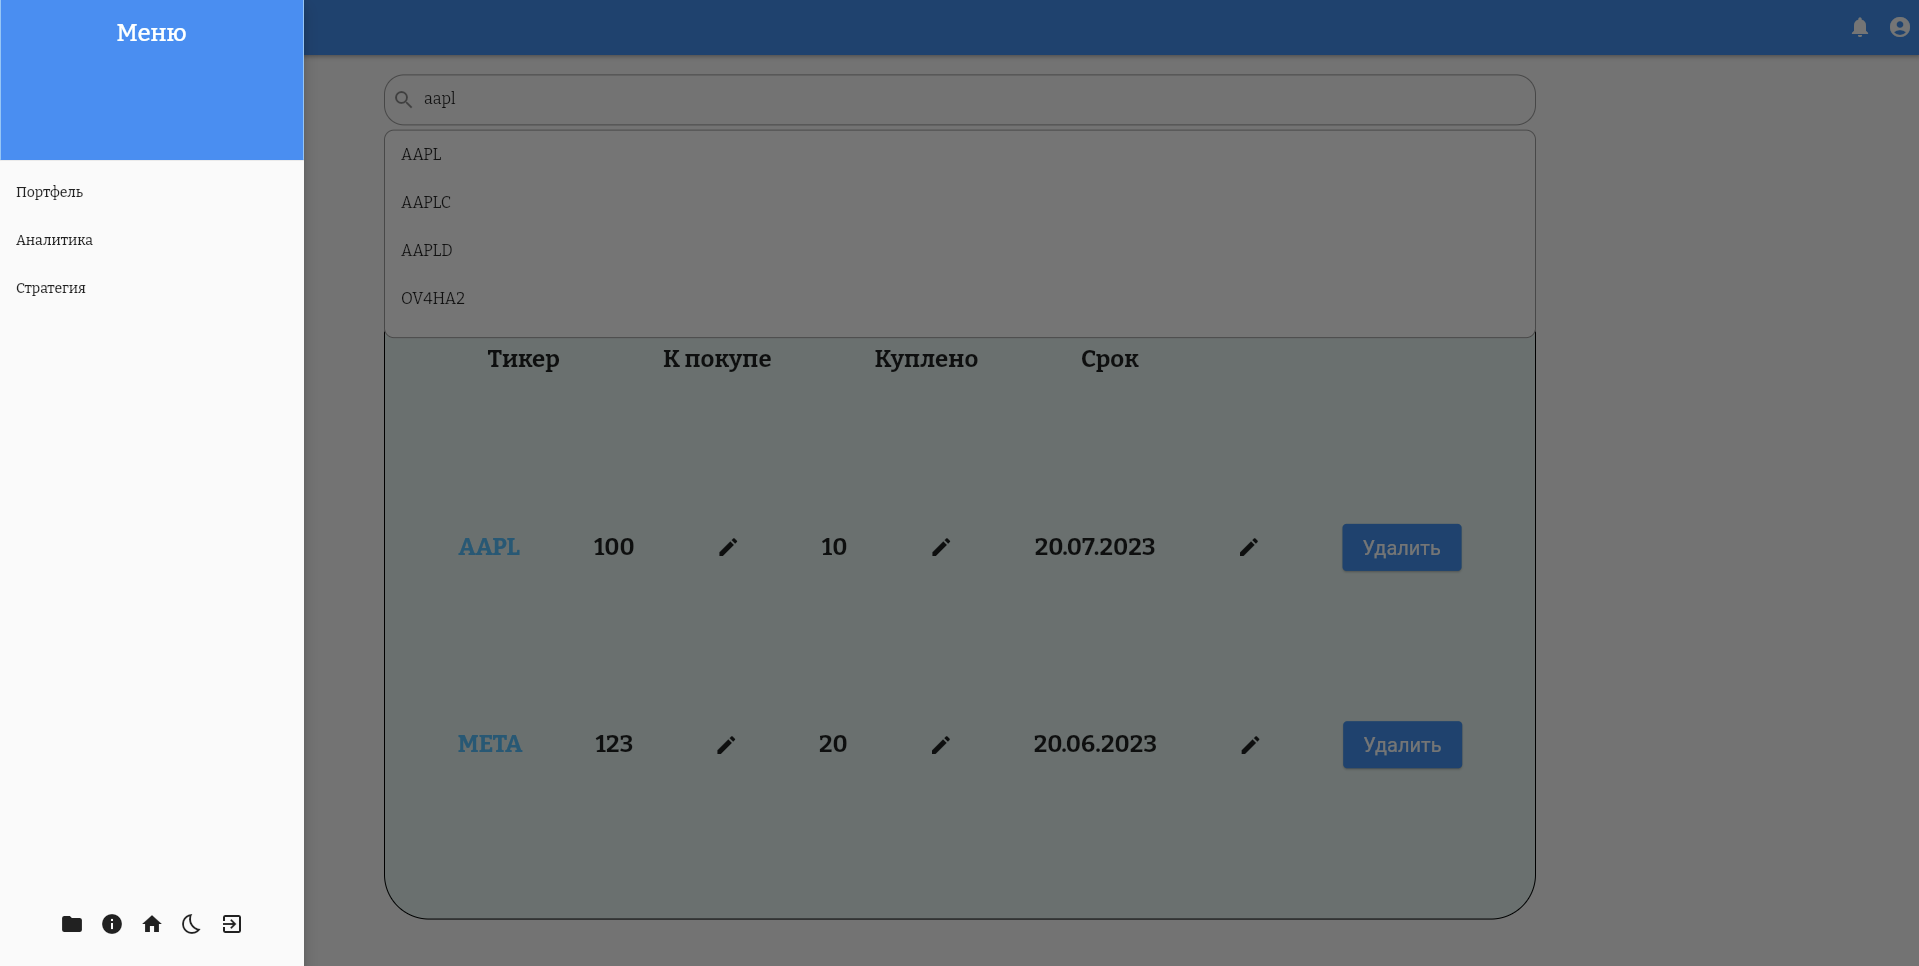 Меню
Портфель
Аналитика
Стратегия
aapl
AAPL
AAPLC
AAPLD
OV4HA2
Тикер К покупе Куплено Срок
AAPL 100 10 20.07.2023 Удалить
META 123 20 20.06.2023 Удалить